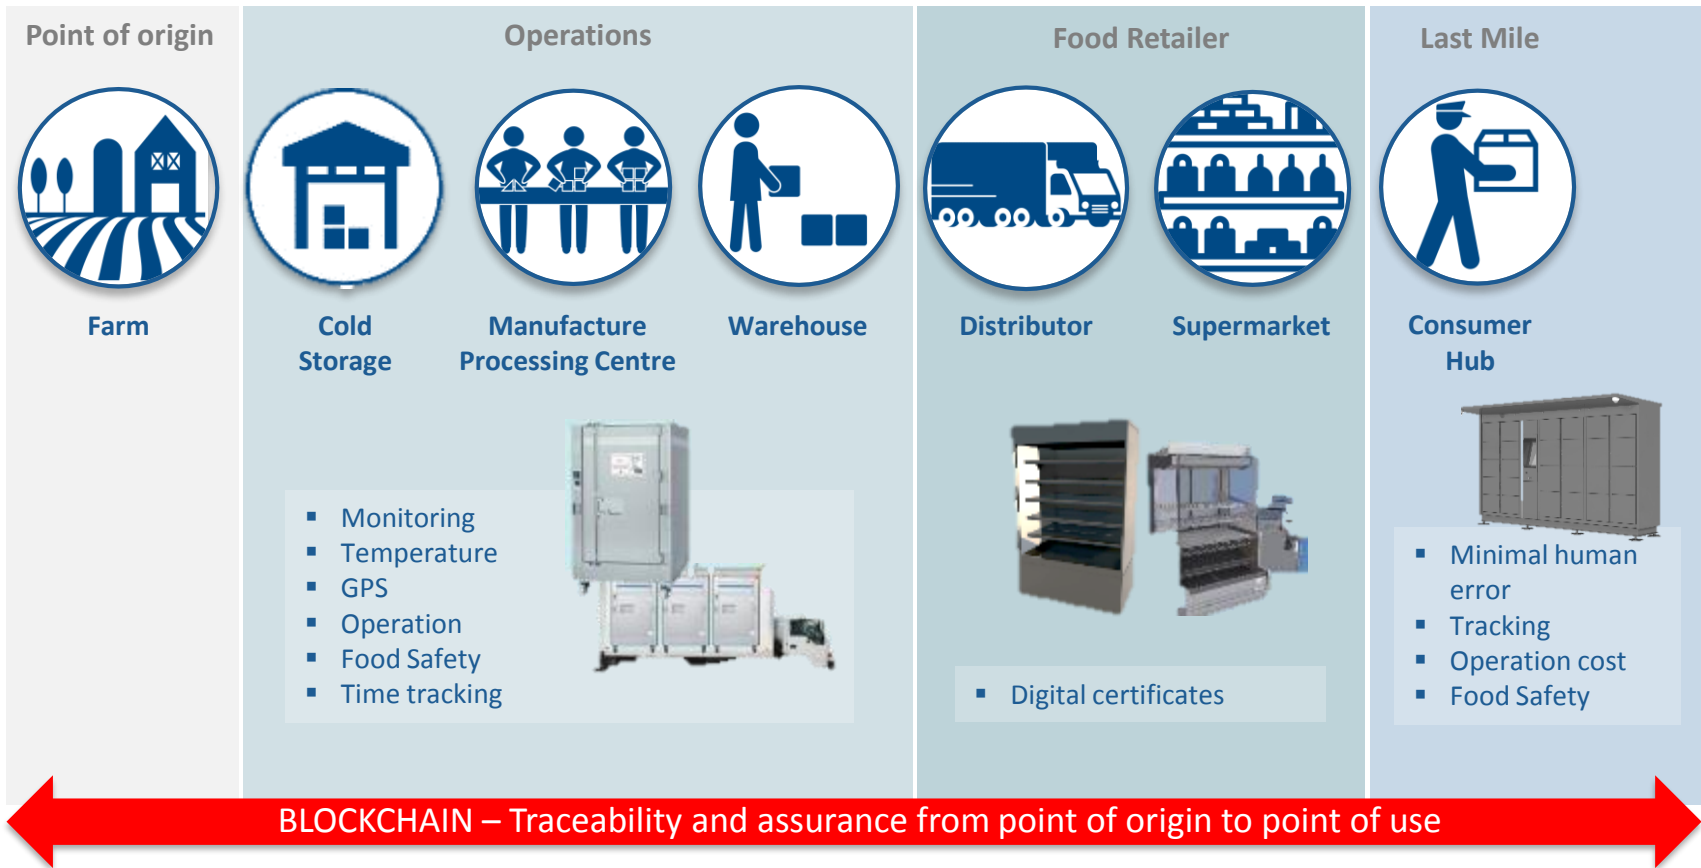 Point of origin
Operations
Food Retailer
Last Mile
Farm
Cold
Storage
Manufacture
Processing Centre
Warehouse
Distributor
Supermarket
Consumer
Hub
▪ Monitoring
▪ Temperature
▪ GPS
▪ Operation
▪ Food Safety
▪ Time tracking
▪ Digital certificates
▪ Minimal human
error
▪ Tracking
▪ Operation cost
▪ Food Safety
BLOCKCHAIN – Traceability and assurance from point of origin to point of use